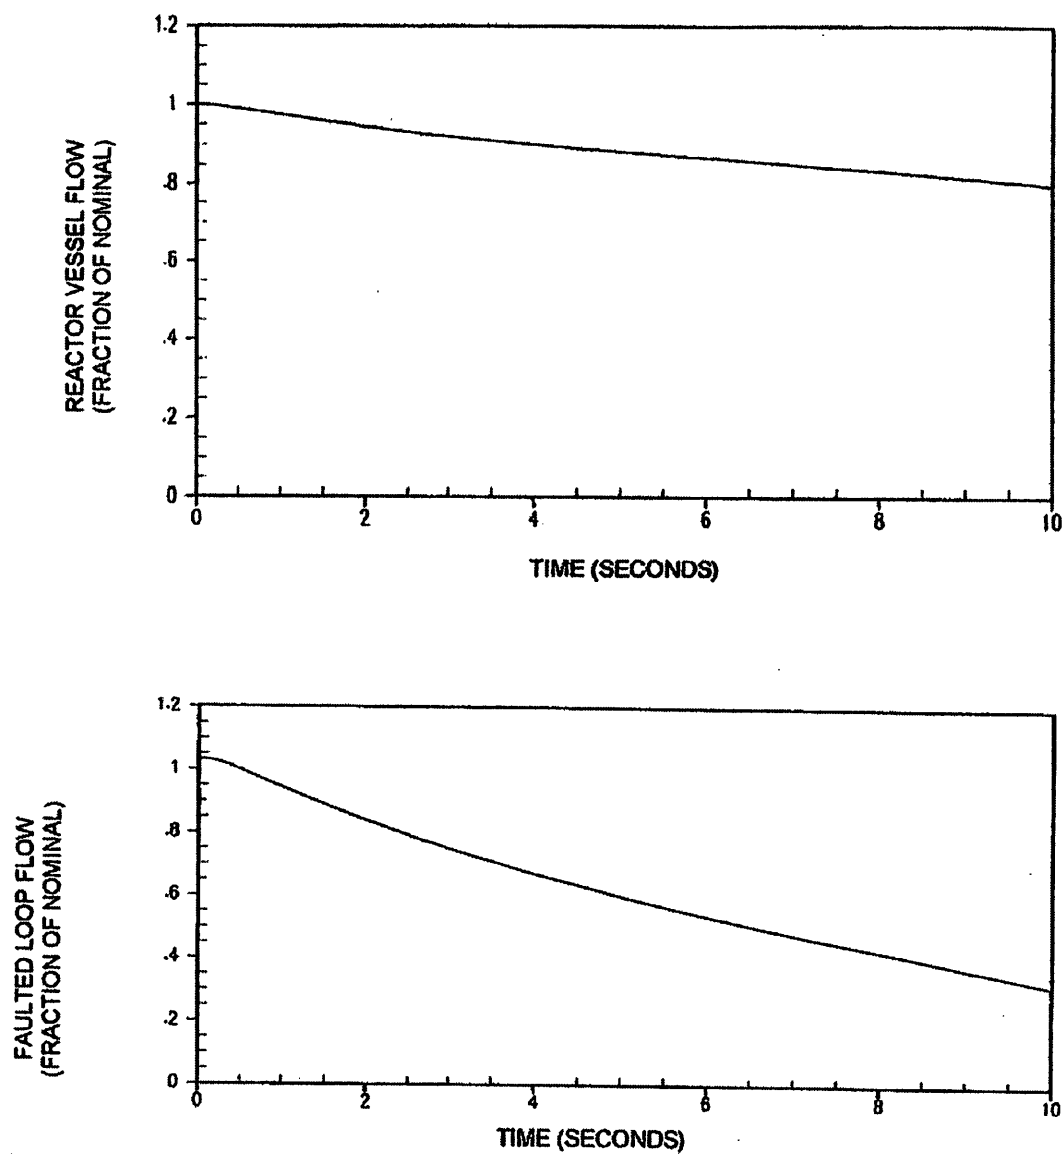 REACTOR VESSEL FLOW
(FRACTION OF NOMINAL)
1.2
1
.8
.6
.4
.2
0
0 2 4 6 8 10
TIME (SECONDS)
FAULTED LOOP FLOW
(FRACTION OF NOMINAL)
1.2
1
.8
.6
.4
.2
0
0 2 4 6 8 10
TIME (SECONDS)